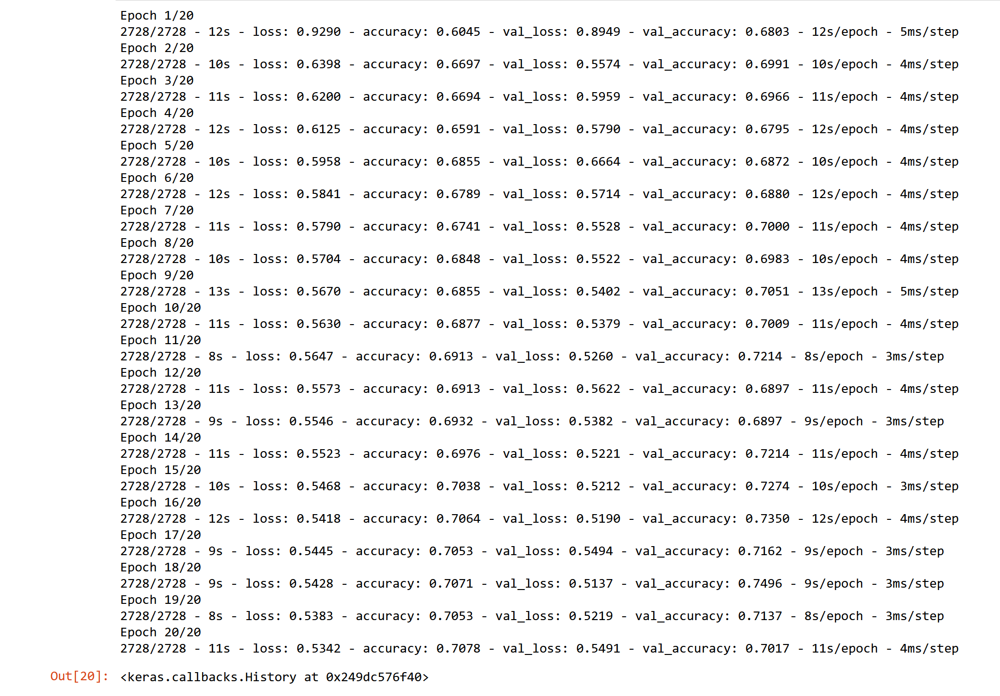 Epoch 1/20
2728/2728 - 12s - loss: 0.9290 - accuracy: 0.6045 - val_loss: 0.8949 - val_accuracy: 0.6803 - 12s/epoch - 5ms/step
Epoch 2/20
2728/2728 - 10s - loss: 0.6398 - accuracy: 0.6697 - val_loss: 0.5574 - val_accuracy: 0.6991 - 10s/epoch - 4ms/step
Epoch 3/20
2728/2728 - 11s - loss: 0.6200 - accuracy: 0.6694 - val_loss: 0.5959 - val_accuracy: 0.6966 - 11s/epoch - 4ms/step
Epoch 4/20
2728/2728 - 12s - loss: 0.6125 - accuracy: 0.6591 - val_loss: 0.5790 - val_accuracy: 0.6795 - 12s/epoch - 4ms/step
Epoch 5/20
2728/2728 - 10s - loss: 0.5958 - accuracy: 0.6855 - val_loss: 0.6664 - val_accuracy: 0.6872 - 10s/epoch - 4ms/step
Epoch 6/20
2728/2728 - 12s - loss: 0.5841 - accuracy: 0.6789 - val_loss: 0.5714 - val_accuracy: 0.6880 - 12s/epoch - 4ms/step
Epoch 7/20
2728/2728 - 11s - loss: 0.5790 - accuracy: 0.6741 - val_loss: 0.5528 - val_accuracy: 0.7000 - 11s/epoch - 4ms/step
Epoch 8/20
2728/2728 - 10s - loss: 0.5704 - accuracy: 0.6848 - val_loss: 0.5522 - val_accuracy: 0.6983 - 10s/epoch - 4ms/step
Epoch 9/20
2728/2728 - 13s - loss: 0.5670 - accuracy: 0.6855 - val_loss: 0.5402 - val_accuracy: 0.7051 - 13s/epoch - 5ms/step
Epoch 10/20
2728/2728 - 11s - loss: 0.5630 - accuracy: 0.6877 - val_loss: 0.5379 - val_accuracy: 0.7009 - 11s/epoch - 4ms/step
Epoch 11/20
2728/2728 - 8s - loss: 0.5647 - accuracy: 0.6913 - val_loss: 0.5260 - val_accuracy: 0.7214 - 8s/epoch - 3ms/step
Epoch 12/20
2728/2728 - 11s - loss: 0.5573 - accuracy: 0.6913 - val_loss: 0.5622 - val_accuracy: 0.6897 - 11s/epoch - 4ms/step
Epoch 13/20
2728/2728 - 9s - loss: 0.5546 - accuracy: 0.6932 - val_loss: 0.5382 - val_accuracy: 0.6897 - 9s/epoch - 3ms/step
Epoch 14/20
2728/2728 - 11s - loss: 0.5523 - accuracy: 0.6976 - val_loss: 0.5221 - val_accuracy: 0.7214 - 11s/epoch - 4ms/step
Epoch 15/20
2728/2728 - 10s - loss: 0.5468 - accuracy: 0.7038 - val_loss: 0.5212 - val_accuracy: 0.7274 - 10s/epoch - 3ms/step
Epoch 16/20
2728/2728 - 12s - loss: 0.5418 - accuracy: 0.7064 - val_loss: 0.5190 - val_accuracy: 0.7350 - 12s/epoch - 4ms/step
Epoch 17/20
2728/2728 - 9s - loss: 0.5445 - accuracy: 0.7053 - val_loss: 0.5494 - val_accuracy: 0.7162 - 9s/epoch - 3ms/step
Epoch 18/20
2728/2728 - 9s - loss: 0.5428 - accuracy: 0.7071 - val_loss: 0.5137 - val_accuracy: 0.7496 - 9s/epoch - 3ms/step
Epoch 19/20
2728/2728 - 8s - loss: 0.5383 - accuracy: 0.7053 - val_loss: 0.5219 - val_accuracy: 0.7137 - 8s/epoch - 3ms/step
Epoch 20/20
2728/2728 - 11s - loss: 0.5342 - accuracy: 0.7078 - val_loss: 0.5491 - val_accuracy: 0.7017 - 11s/epoch - 4ms/step
Out[20]: <keras.callbacks.History at 0x249dc576f40>